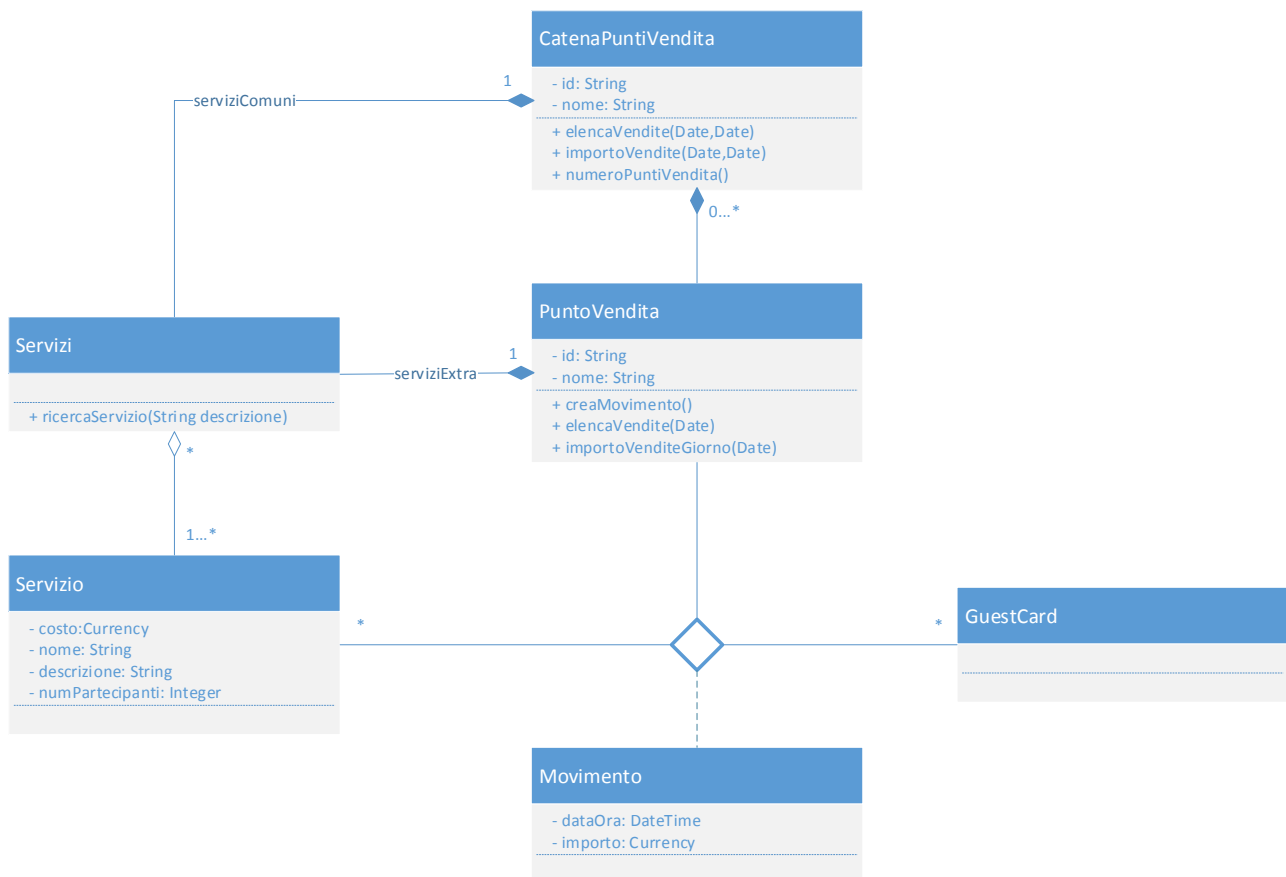 CatenaPuntiVendita
- id: String
- nome: String
+ elencaVendite(Date,Date)
+ importoVendite(Date,Date)
+ numeroPuntiVendita()
1
serviziComuni
0...*
PuntoVendita
- id: String
- nome: String
+ creaMovimento()
+ elencaVendite(Date)
+ importoVenditeGiorno(Date)
Servizi
+ ricercaServizio(String descrizione)
1
serviziExtra
*
1...*
Servizio
- costo:Currency
- nome: String
- descrizione: String
- numPartecipanti: Integer
*
*
GuestCard
Movimento
- dataOra: DateTime
- importo: Currency